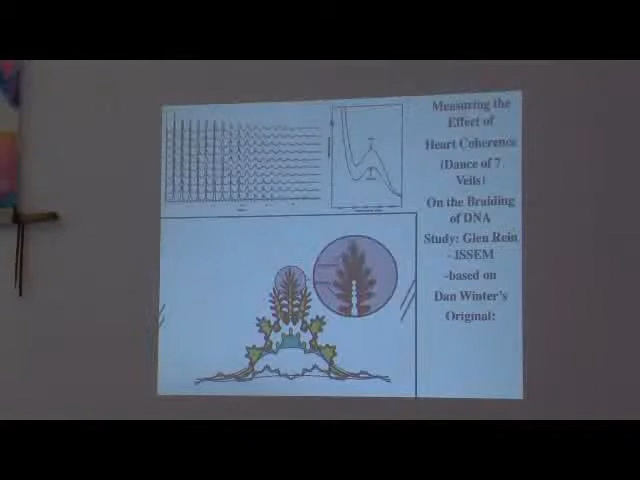 Measuring the
Effect of
Heart Coherence
(Dance of 7
Veils)
On the Braiding
of DNA
Study: Glen Rein
- ISSEM
-based on
Dan Winter's
Original: